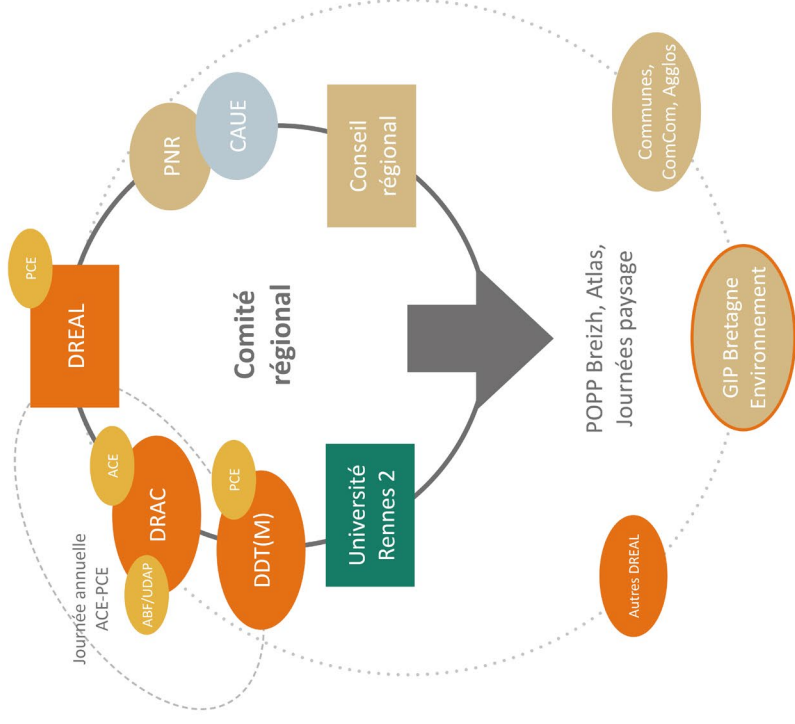 PCE
DREAL
PNR
CAUE
ACE
DRAC
ABF/UDAP
Journée annuelle
ACE-PCE
PCE
DDT(M)
Comité
régional
Conseil
régional
Université
Rennes 2
POPP Breizh, Atlas,
Journées paysage
Communes,
ComCom, Agglos
Autres DREAL
GIP Bretagne
Environnement